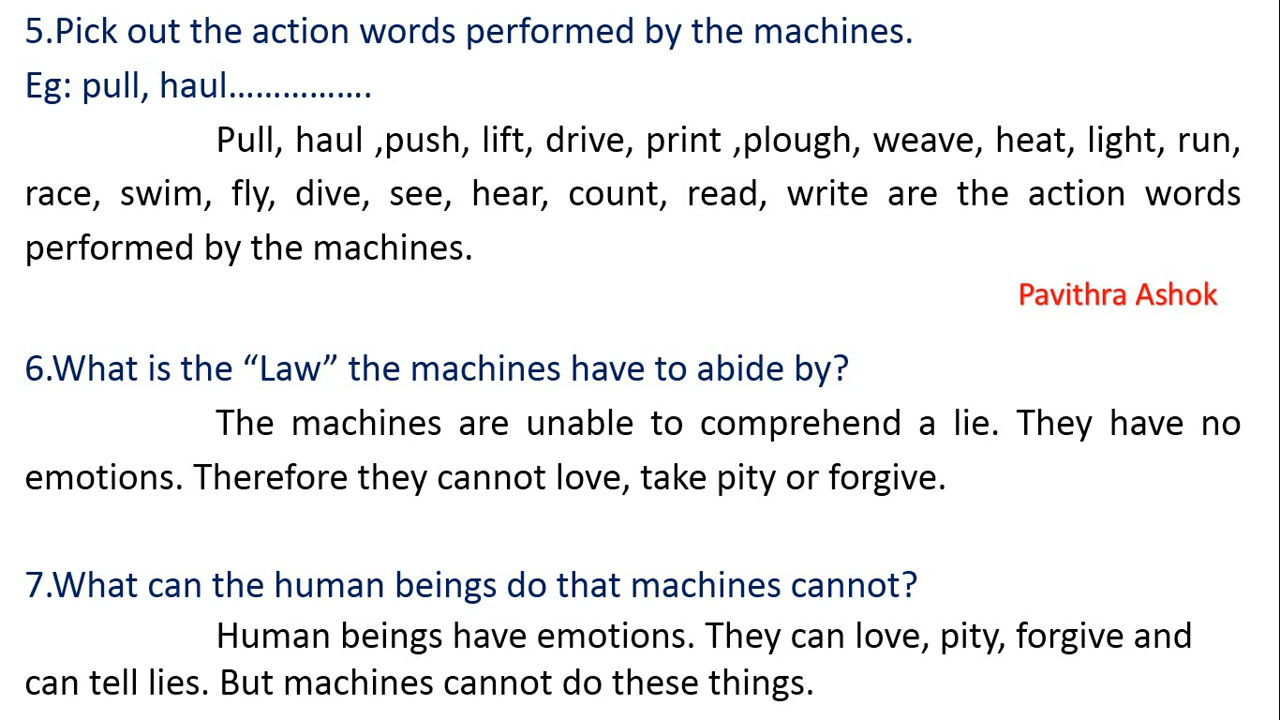 5.Pick out the action words performed by the machines.
Eg: pull, haul................
Pull, haul ,push, lift, drive, print ,plough, weave, heat, light, run,
race, swim, fly, dive, see, hear, count, read, write are the action words
performed by the machines.
Pavithra Ashok
6.What is the “Law” the machines have to abide by?
The machines are unable to comprehend a lie. They have no
emotions. Therefore they cannot love, take pity or forgive.
7.What can the human beings do that machines cannot?
Human beings have emotions. They can love, pity, forgive and
can tell lies. But machines cannot do these things.